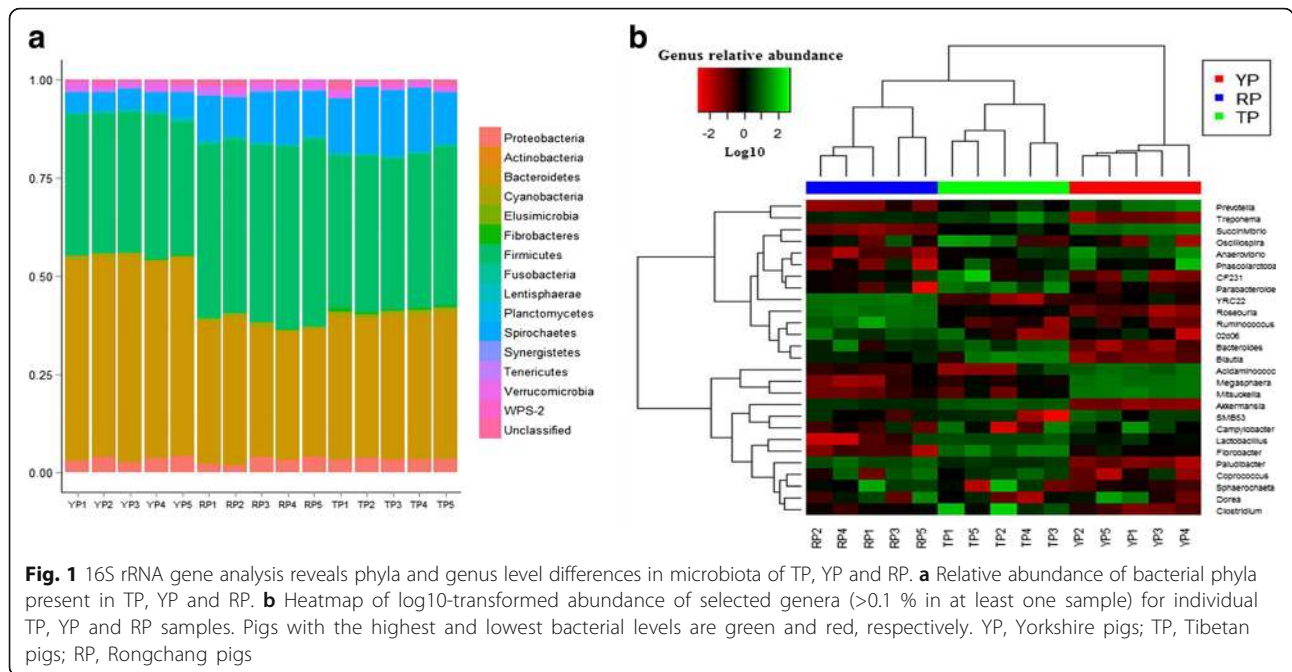 a
1.00
0.75
0.50
0.25
0.00
YP1 YP2 YP3 YP4 YP5 RP1 RP2 RP3 RP4 RP5 TP1 TP2 TP3 TP4 TP5
Proteobacteria
Actinobacteria
Bacteroidetes
Cyanobacteria
Elusimicrobia
Fibrobacteres
Firmicutes
Fusobacteria
Lentisphaerae
Planctomycetes
Spirochaetes
Synergistetes
Tenericutes
Verrucomicrobia
WPS-2
Unclassified
b
Genus relative abundance
-2 0 2
Log10
YP
RP
TP
Prevotella
Treponema
Succinivibrio
Oscillospira
Anaerovibrio
Phascolarctoba
CF231
Parabacteroide
YRC22
Roseburia
Ruminococcus
02d06
Bacteroides
Blautia
Acidaminococc
Megasphaera
Mitsuokella
Akkermansia
SMB53
Campylobacter
Lactobacillus
Fibrobacter
Paludibacter
Coprococcus
Sphaerochaeta
Dorea
Clostridium
RP2 RP4 RP1 RP3 RP5 TP1 TP5 TP2 TP4 TP3 YP2 YP5 YP1 YP3 YP4
Fig. 1 16S rRNA gene analysis reveals phyla and genus level differences in microbiota of TP, YP and RP. a Relative abundance of bacterial phyla
present in TP, YP and RP. b Heatmap of log10-transformed abundance of selected genera (>0.1 % in at least one sample) for individual
TP, YP and RP samples. Pigs with the highest and lowest bacterial levels are green and red, respectively. YP, Yorkshire pigs; TP, Tibetan
pigs; RP, Rongchang pigs